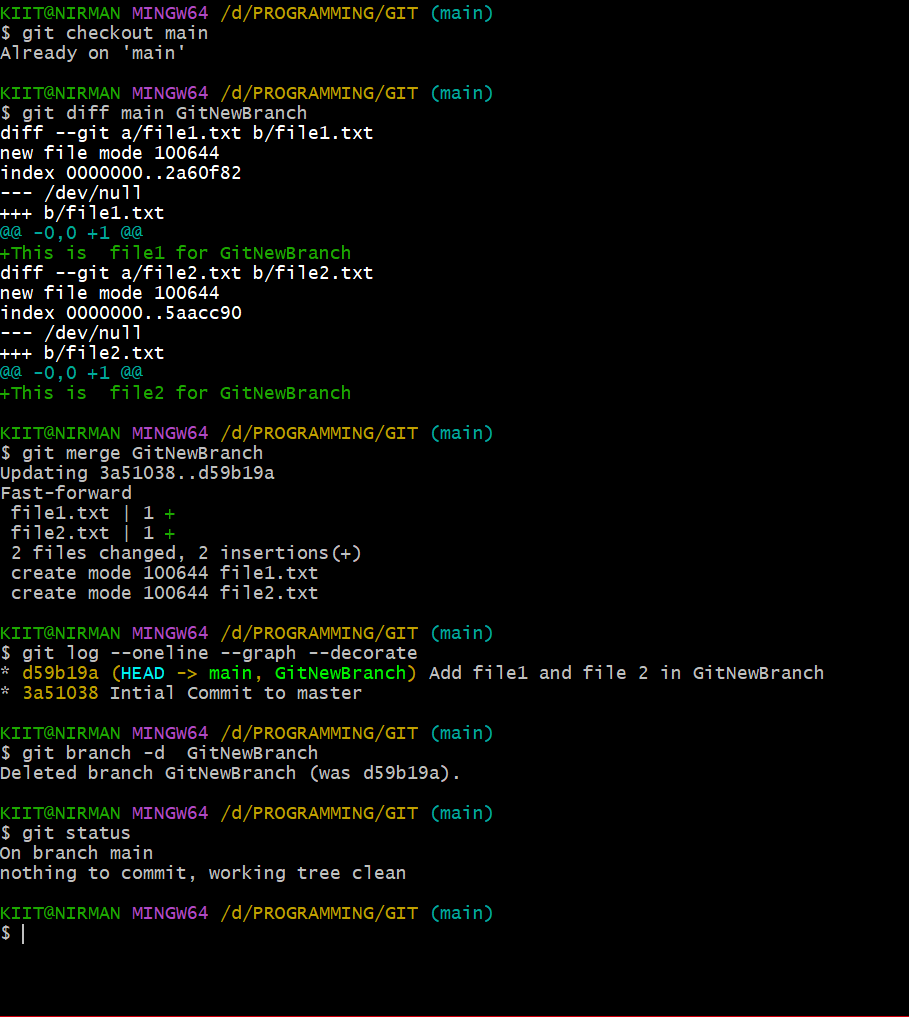 KIIT@NIRMAN MINGW64 /d/PROGRAMMING/GIT (main)
$ git checkout main
Already on 'main'
KIIT@NIRMAN MINGW64 /d/PROGRAMMING/GIT (main)
$ git diff main GitNewBranch
diff --git a/file1.txt b/file1.txt
new file mode 100644
index 0000000..2a60f82
--- /dev/null
+++ b/file1.txt
@@ -0,0 +1 @@
+This is  file1 for GitNewBranch
diff --git a/file2.txt b/file2.txt
new file mode 100644
index 0000000..5aacc90
--- /dev/null
+++ b/file2.txt
@@ -0,0 +1 @@
+This is  file2 for GitNewBranch
KIIT@NIRMAN MINGW64 /d/PROGRAMMING/GIT (main)
$ git merge GitNewBranch
Updating 3a51038..d59b19a
Fast-forward
 file1.txt | 1 +
 file2.txt | 1 +
 2 files changed, 2 insertions(+)
 create mode 100644 file1.txt
 create mode 100644 file2.txt
KIIT@NIRMAN MINGW64 /d/PROGRAMMING/GIT (main)
$ git log --oneline --graph --decorate
* d59b19a (HEAD -> main, GitNewBranch) Add file1 and file 2 in GitNewBranch
* 3a51038 Intial Commit to master
KIIT@NIRMAN MINGW64 /d/PROGRAMMING/GIT (main)
$ git branch -d  GitNewBranch
Deleted branch GitNewBranch (was d59b19a).
KIIT@NIRMAN MINGW64 /d/PROGRAMMING/GIT (main)
$ git status
On branch main
nothing to commit, working tree clean
KIIT@NIRMAN MINGW64 /d/PROGRAMMING/GIT (main)
$